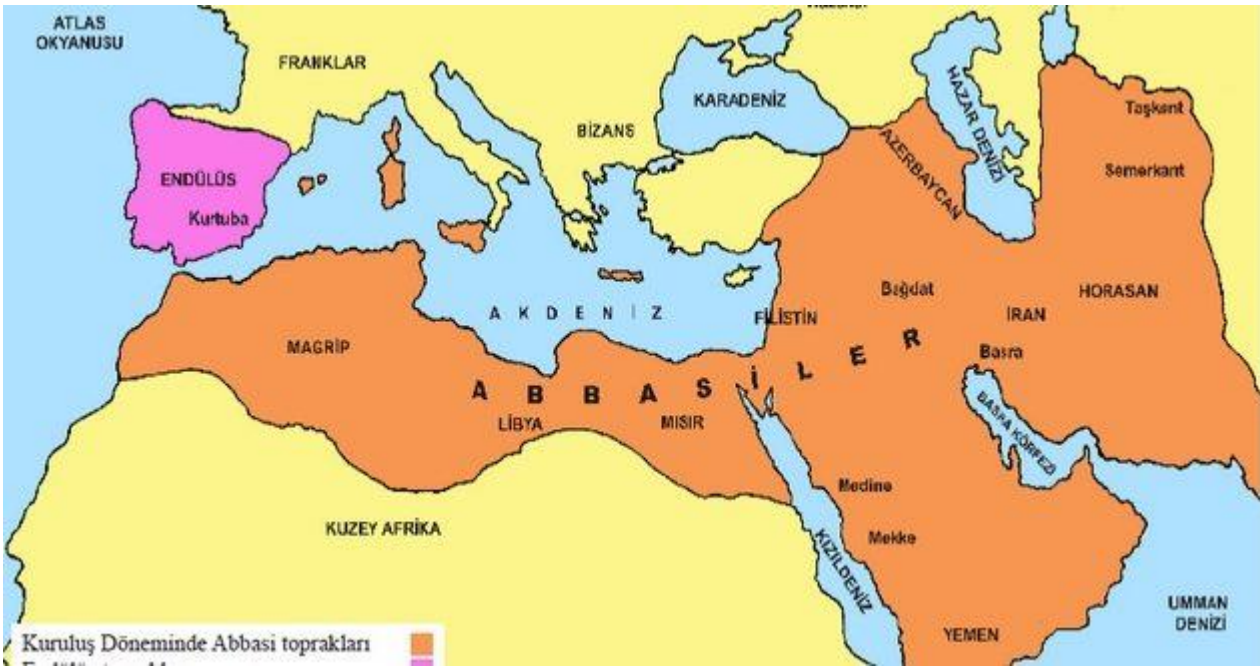 ATLAS
OKYANUSU
FRANKLAR
KARADENİZ
HAZAR DENİZİ
Taşkent
BİZANS
AZERBAYCAN
Semerkant
ENDÜLÜS
Kurtuba
Bağdat
HORASAN
AKDENİZ
FİLİSTİN
İRAN
MAGRİP
Basra
ABBASİLER
LİBYA
MISIR
BASRA KÖRFEZİ
Medine
KUZEY AFRİKA
Mekke
KIZILDENİZ
UMMAN
DENİZİ
YEMEN
Kuruluş Döneminde Abbasi toprakları